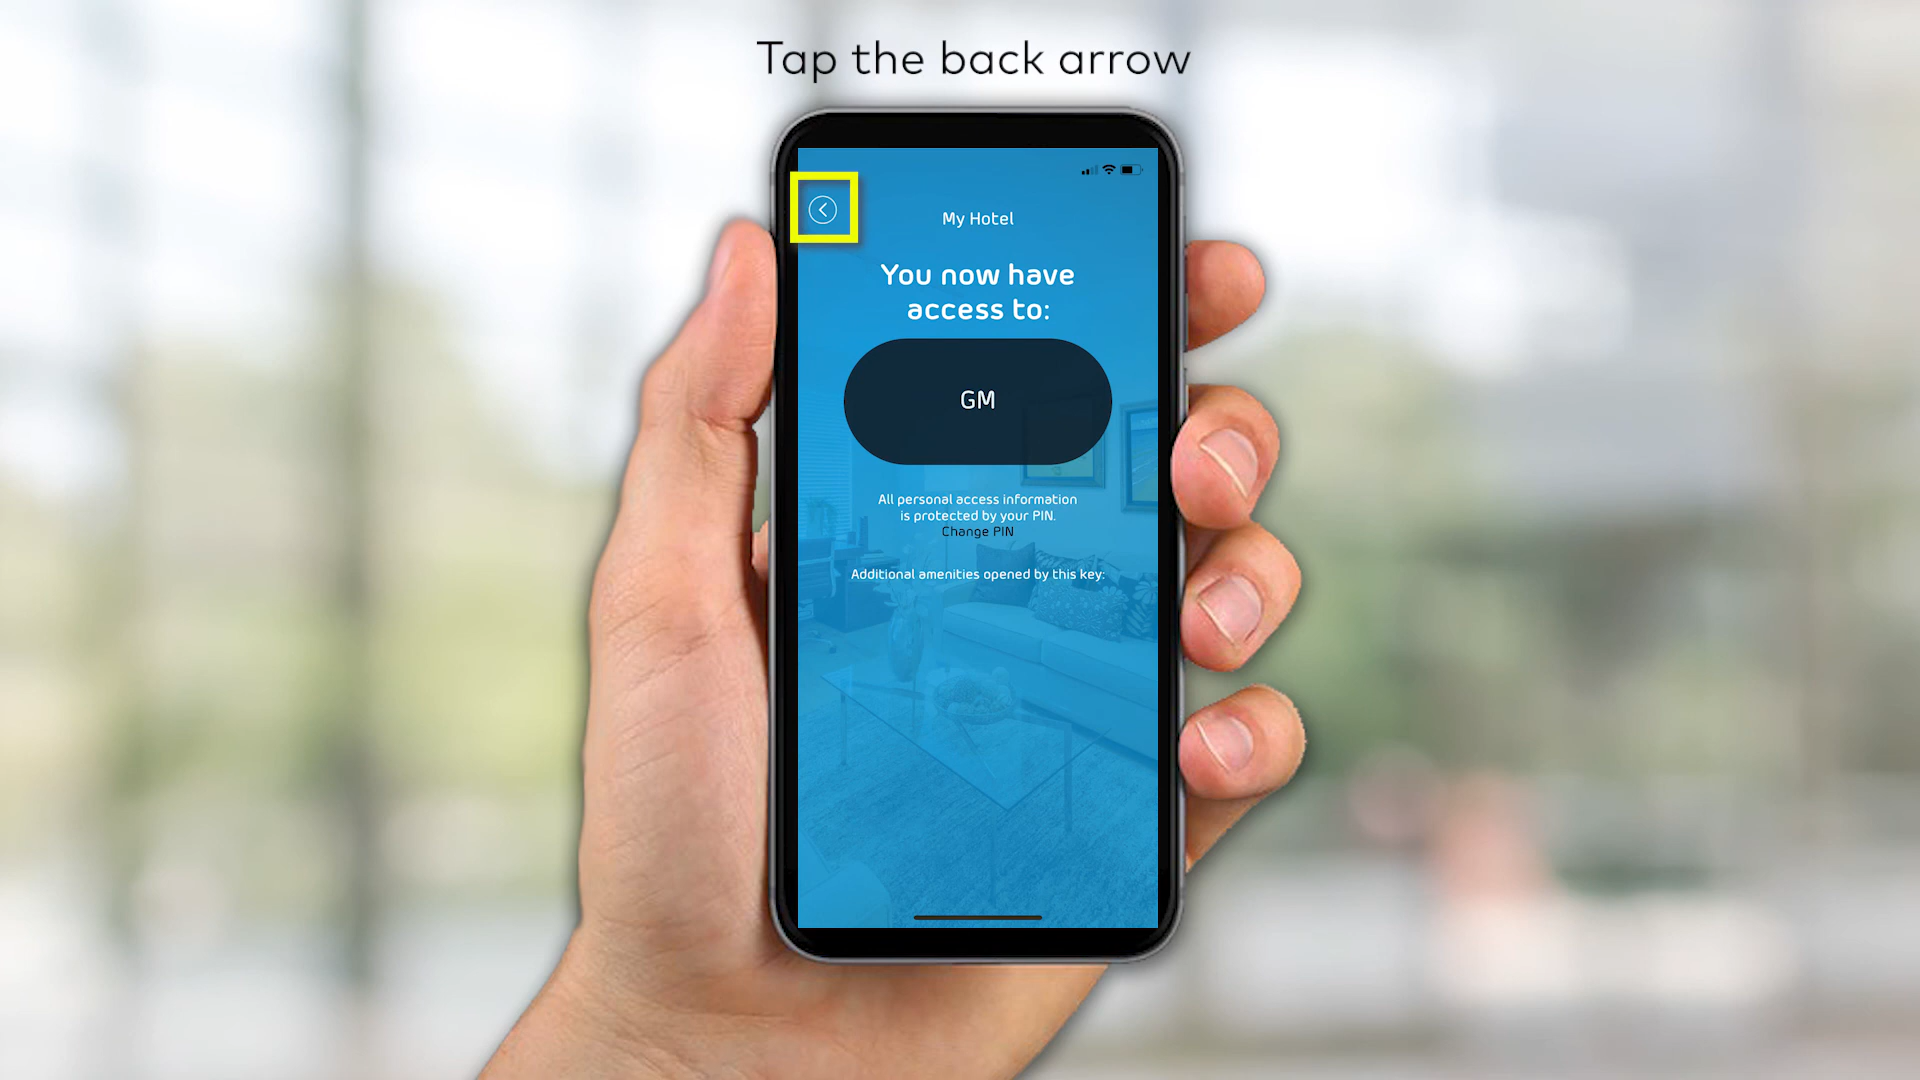 Tap the back arrow
My Hotel
You now have
access to:
GM
All personal access information
is protected by your PIN.
Change PIN
Additional amenities opened by this key: